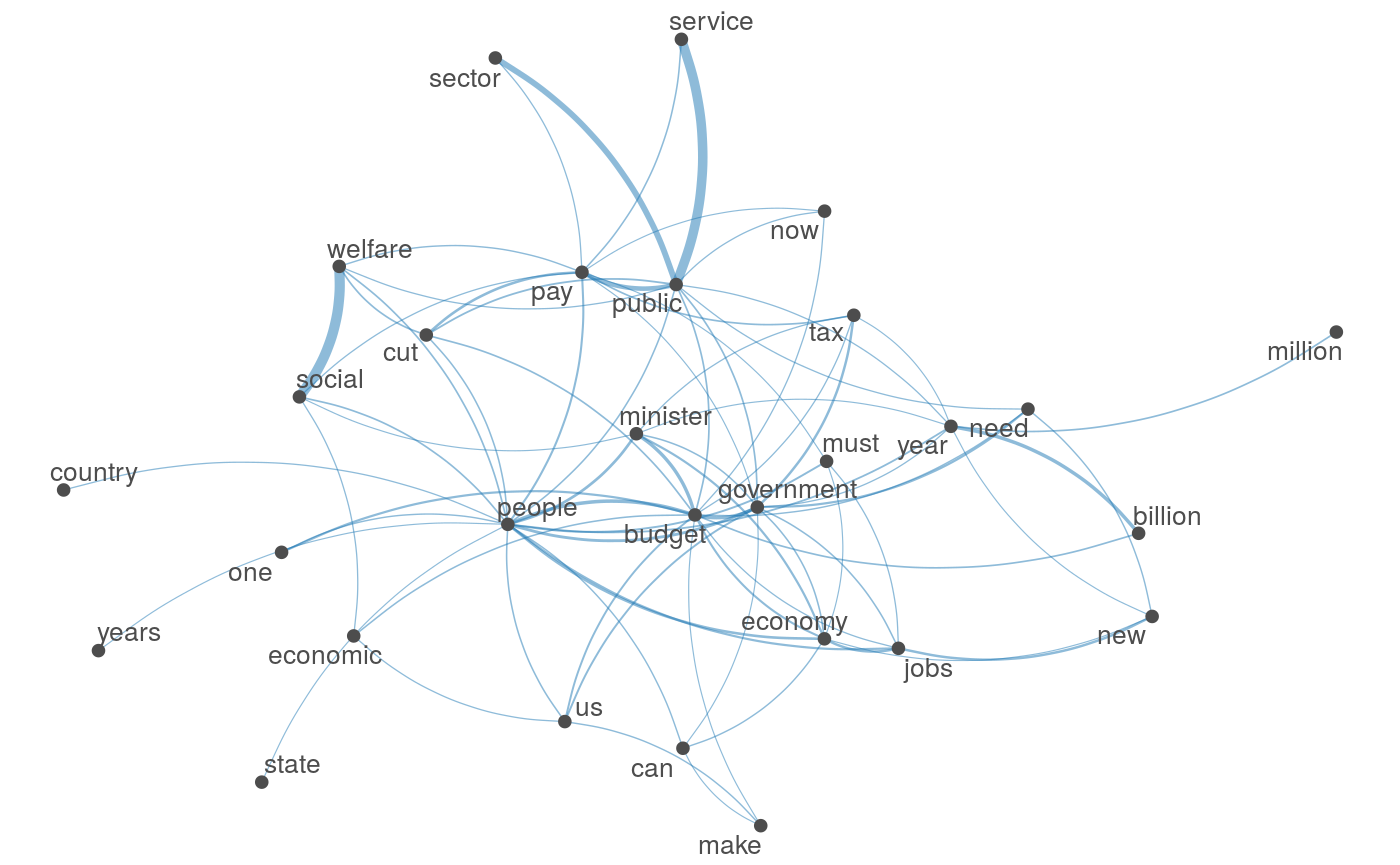 service
sector
now
welfare
pay
public
tax
cut
million
social
minister
need
must
year
country
government
people
billion
budget
one
economy
years
new
economic
jobs
us
state
can
make